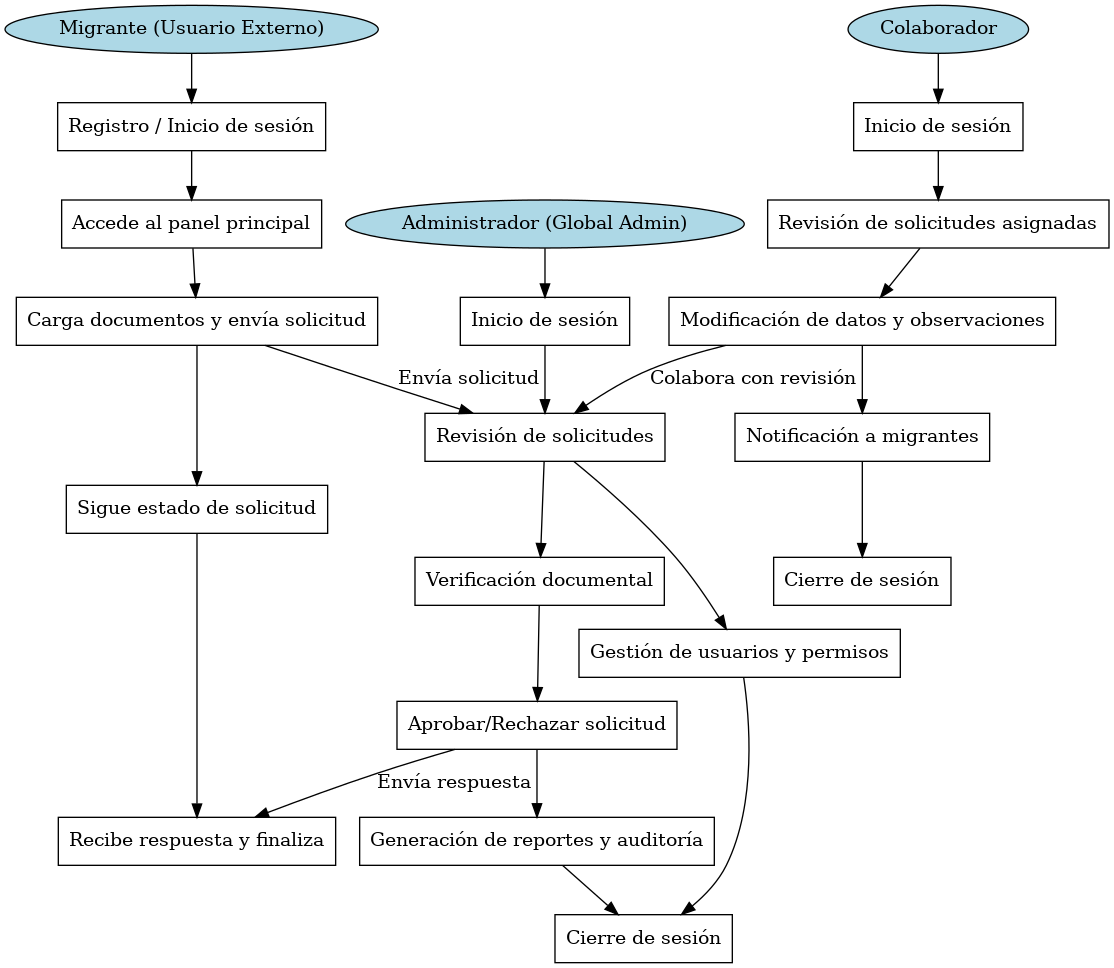 Migrante (Usuario Externo)
Colaborador
Registro / Inicio de sesión
Inicio de sesión
Accede al panel principal
Administrador (Global Admin)
Revisión de solicitudes asignadas
Carga documentos y envía solicitud
Inicio de sesión
Modificación de datos y observaciones
Envía solicitud
Colabora con revisión
Revisión de solicitudes
Notificación a migrantes
Sigue estado de solicitud
Verificación documental
Cierre de sesión
Gestión de usuarios y permisos
Aprobar/Rechazar solicitud
Envía respuesta
Recibe respuesta y finaliza
Generación de reportes y auditoría
Cierre de sesión